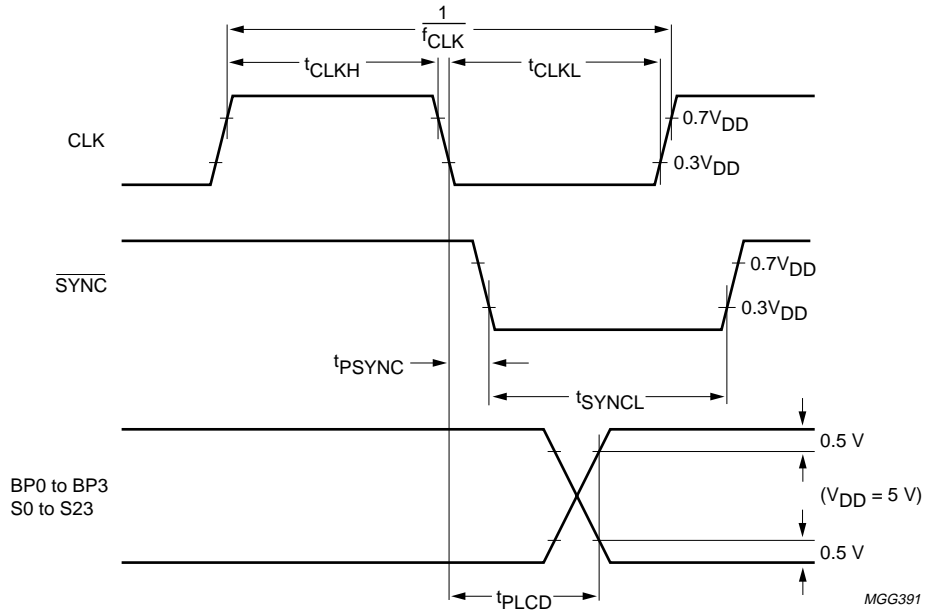 1
fCLK
tCLKH
tCLKL
CLK
0.7VDD
0.3VDD
SYNC
0.7VDD
0.3VDD
tPSYNC
tSYNCL
0.5 V
BP0 to BP3
S0 to S23
(VDD = 5 V)
0.5 V
tPLCD
MGG391